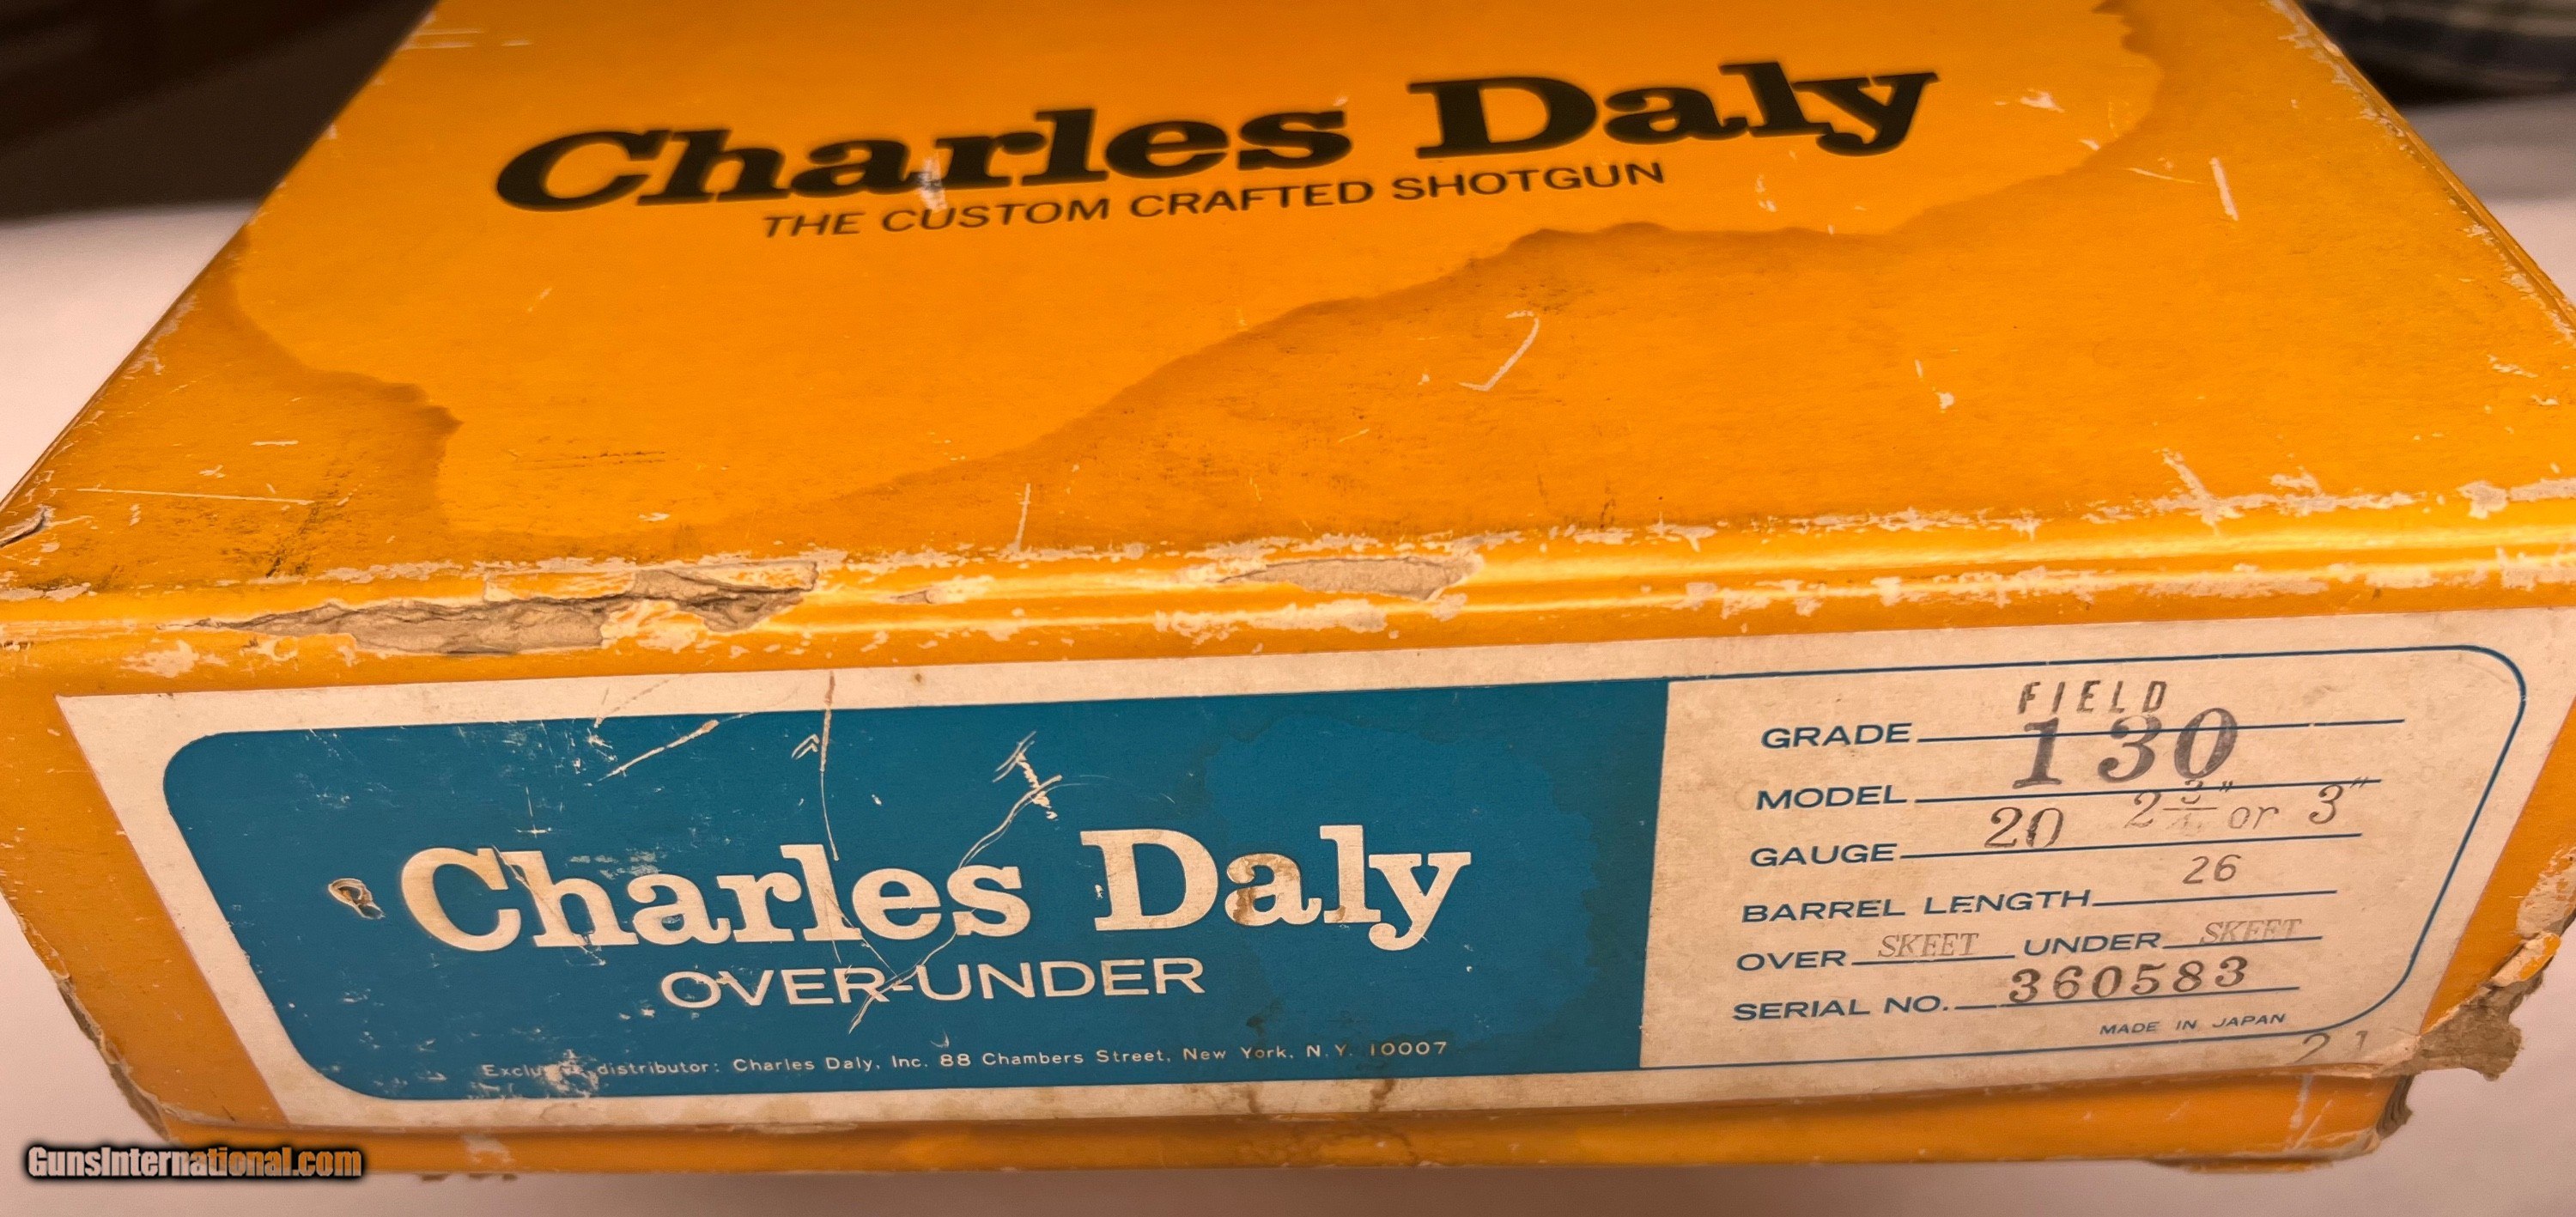 Charles Daly
THE CUSTOM CRAFTED SHOTGUN
Charles Daly
OVER-UNDER
distributor: Charles Daly, Inc. 88 Chambers Street, New York, N.Y. 10007
GRADE FIELD
MODEL 130
GAUGE 20 2 3/4" or 3"
BARREL LENGTH 26
OVER SKEET UNDER SKEET
SERIAL NO. 360583
MADE IN JAPAN
21
GunsInternational.com